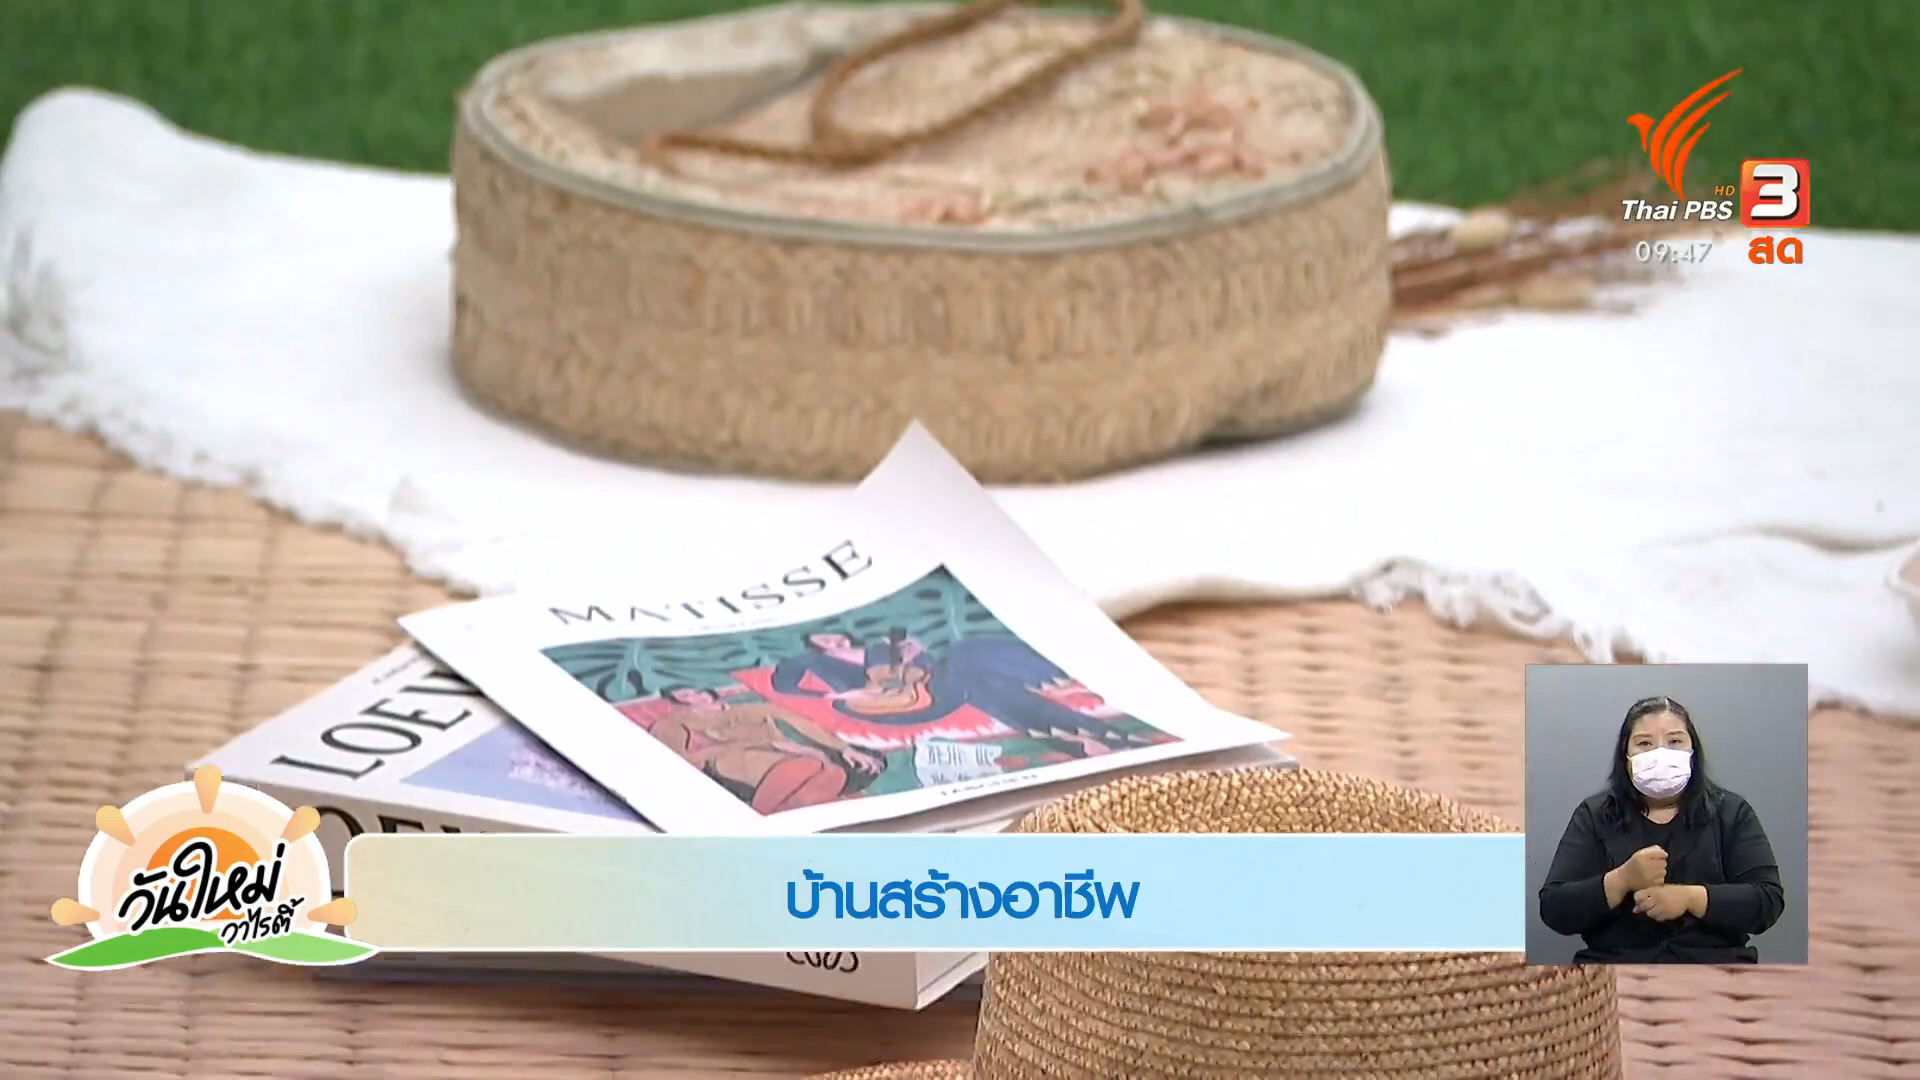 HD
Thai PBS 3
09:47 สด
MATISSE
LOEW
วันใหม่
วาไรตี้
บ้านสร้างอาชีพ